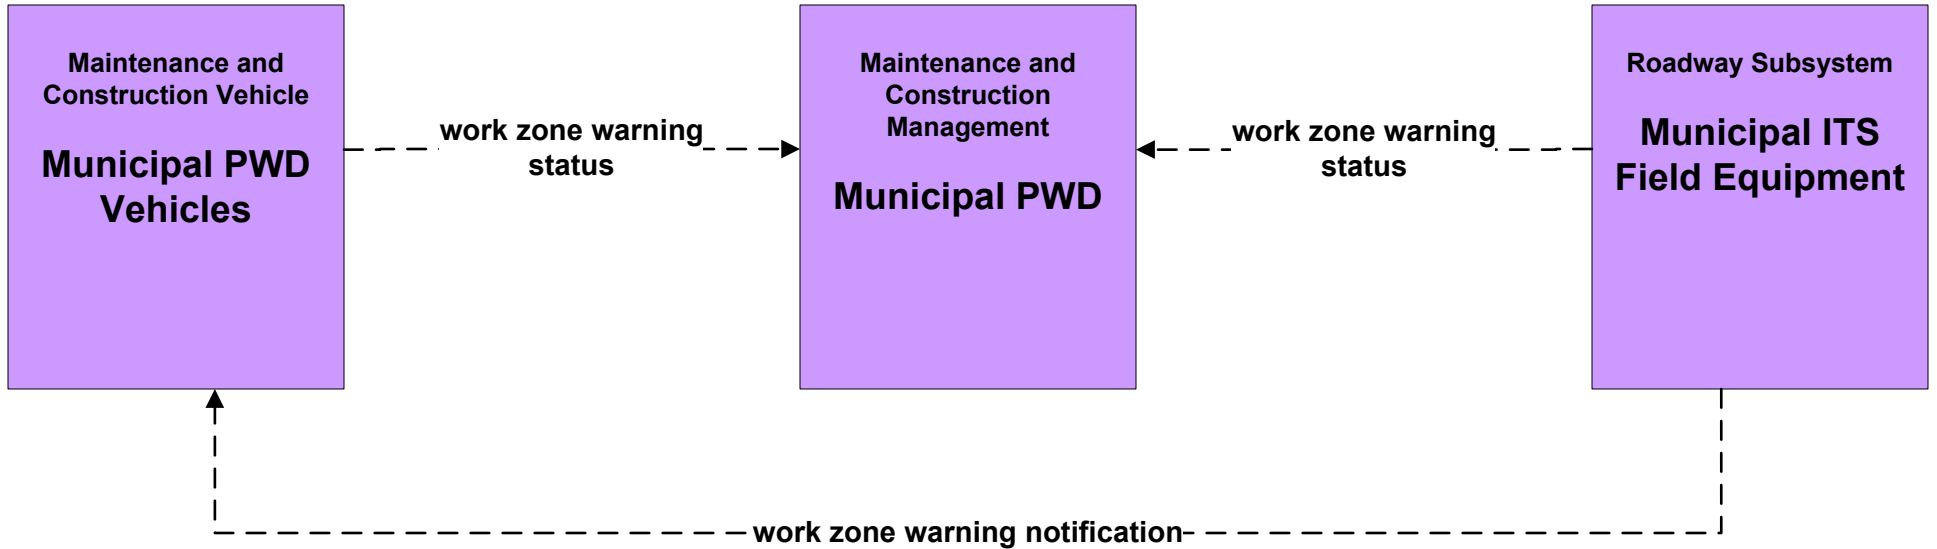 Maintenance and
Construction Vehicle
Municipal PWD
Vehicles
work zone warning
status
Maintenance and
Construction
Management
Municipal PWD
work zone warning
status
Roadway Subsystem
Municipal ITS
Field Equipment
work zone warning notification